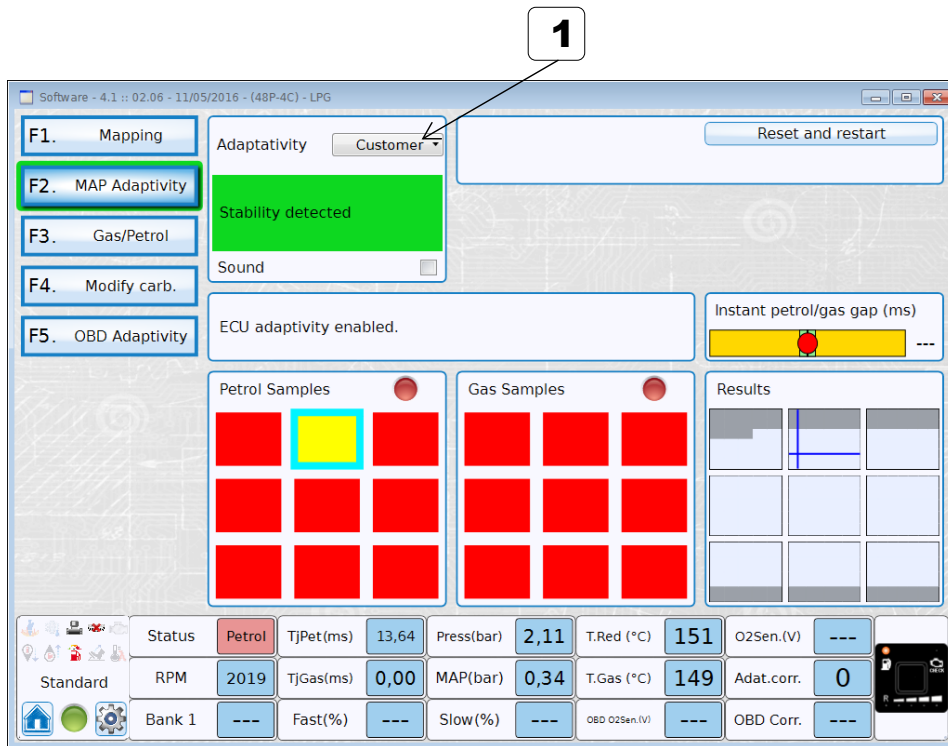 1
Software - 4.1 :: 02.06 - 11/05/2016 - (48P-4C) - LPG
F1. Mapping
F2. MAP Adaptivity
F3. Gas/Petrol
F4. Modify carb.
F5. OBD Adaptivity
Adaptativity Customer
Stability detected
Sound
Reset and restart
ECU adaptivity enabled.
Instant petrol/gas gap (ms)
---
Petrol Samples
Gas Samples
Results
Standard
Status Petrol TjPet(ms) 13,64 Press(bar) 2,11 T.Red (°C) 151 O2Sen.(V) ---
RPM 2019 TjGas(ms) 0,00 MAP(bar) 0,34 T.Gas (°C) 149 Adat.corr. 0
Bank 1 --- Fast(%) --- Slow(%) --- OBD O2Sen.(V) --- OBD Corr. ---
CHECK
R